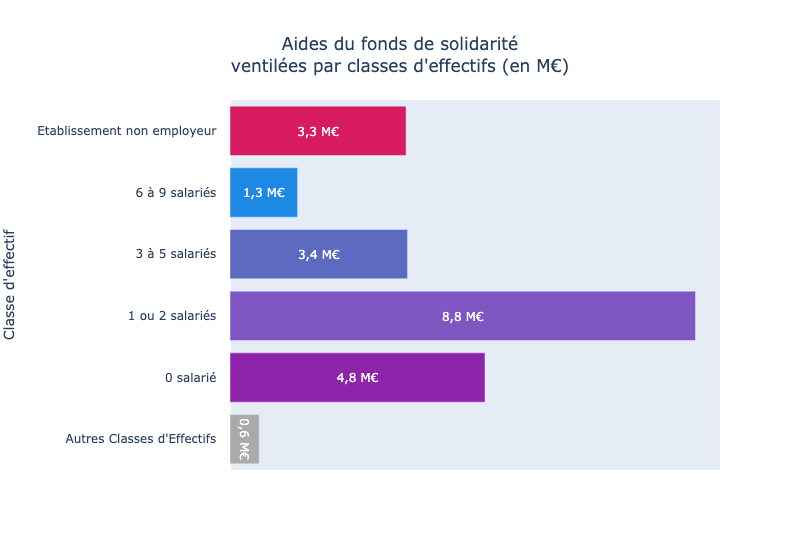 Aides du fonds de solidarité
ventilées par classes d'effectifs (en M€)
Classe d'effectif
Etablissement non employeur
3,3 M€
6 à 9 salariés
1,3 M€
3 à 5 salariés
3,4 M€
1 ou 2 salariés
8,8 M€
0 salarié
4,8 M€
Autres Classes d'Effectifs
0,6 M€